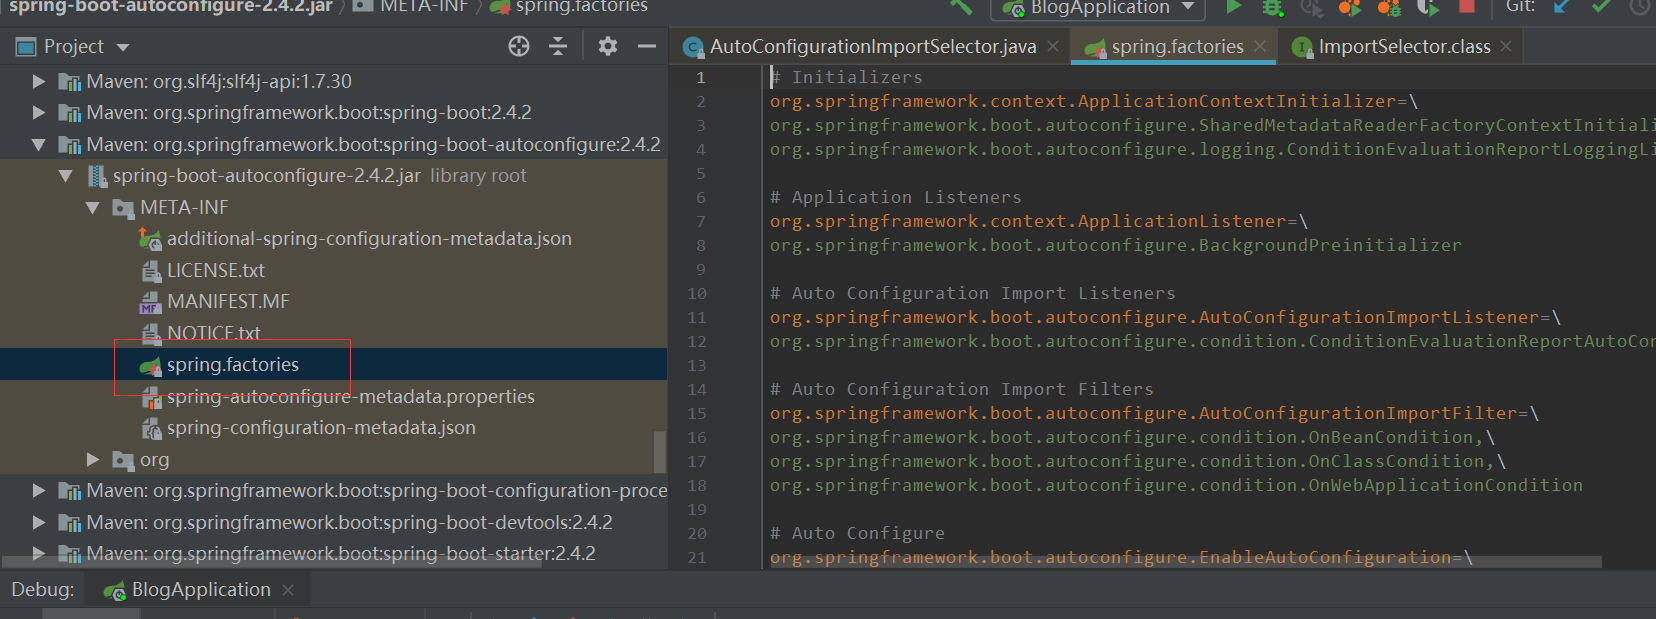 spring-boot-autoconfigure-2.4.2.jar META-INF spring.factories
BlogApplication Git:
Project
AutoConfigurationImportSelector.java spring.factories ImportSelector.class
Maven: org.slf4j:slf4j-api:1.7.30
Maven: org.springframework.boot:spring-boot:2.4.2
Maven: org.springframework.boot:spring-boot-autoconfigure:2.4.2
spring-boot-autoconfigure-2.4.2.jar library root
META-INF
additional-spring-configuration-metadata.json
LICENSE.txt
MANIFEST.MF
NOTICE.txt
spring.factories
spring-autoconfigure-metadata.properties
spring-configuration-metadata.json
org
Maven: org.springframework.boot:spring-boot-configuration-proce
Maven: org.springframework.boot:spring-boot-devtools:2.4.2
Maven: org.springframework.boot:spring-boot-starter:2.4.2
1 # Initializers
2 org.springframework.context.ApplicationContextInitializer=\
3 org.springframework.boot.autoconfigure.SharedMetadataReaderFactoryContextInitiali
4 org.springframework.boot.autoconfigure.logging.ConditionEvaluationReportLoggingLi
5
6 # Application Listeners
7 org.springframework.context.ApplicationListener=\
8 org.springframework.boot.autoconfigure.BackgroundPreinitializer
9
10 # Auto Configuration Import Listeners
11 org.springframework.boot.autoconfigure.AutoConfigurationImportListener=\
12 org.springframework.boot.autoconfigure.condition.ConditionEvaluationReportAutoCon
13
14 # Auto Configuration Import Filters
15 org.springframework.boot.autoconfigure.AutoConfigurationImportFilter=\
16 org.springframework.boot.autoconfigure.condition.OnBeanCondition,\
17 org.springframework.boot.autoconfigure.condition.OnClassCondition,\
18 org.springframework.boot.autoconfigure.condition.OnWebApplicationCondition
19
20 # Auto Configure
21 org.springframework.boot.autoconfigure.EnableAutoConfiguration=\
Debug: BlogApplication